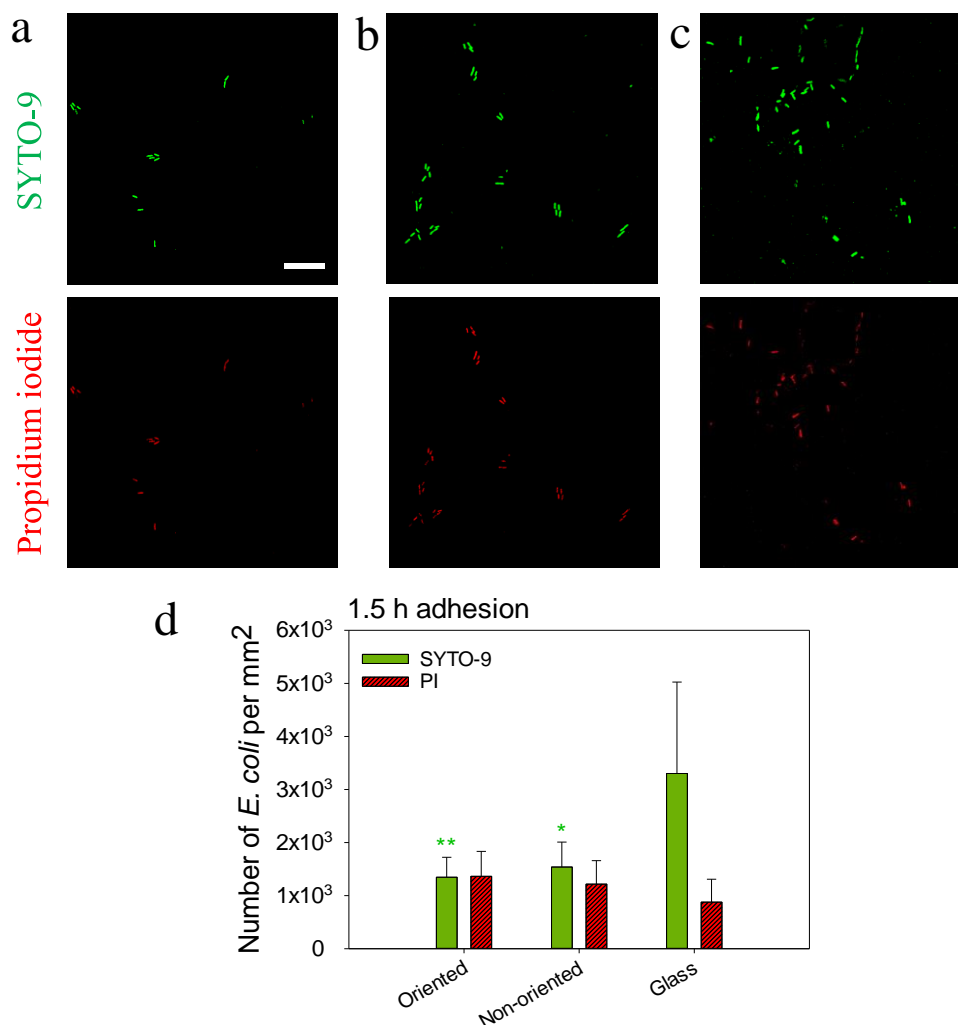 a
b
c
SYTO-9
Propidium iodide
d
1.5 h adhesion
Number of E. coli per mm2
6x10³
5x10³
4x10³
3x10³
2x10³
1x10³
0
SYTO-9
PI
**
*
Oriented
Non-oriented
Glass